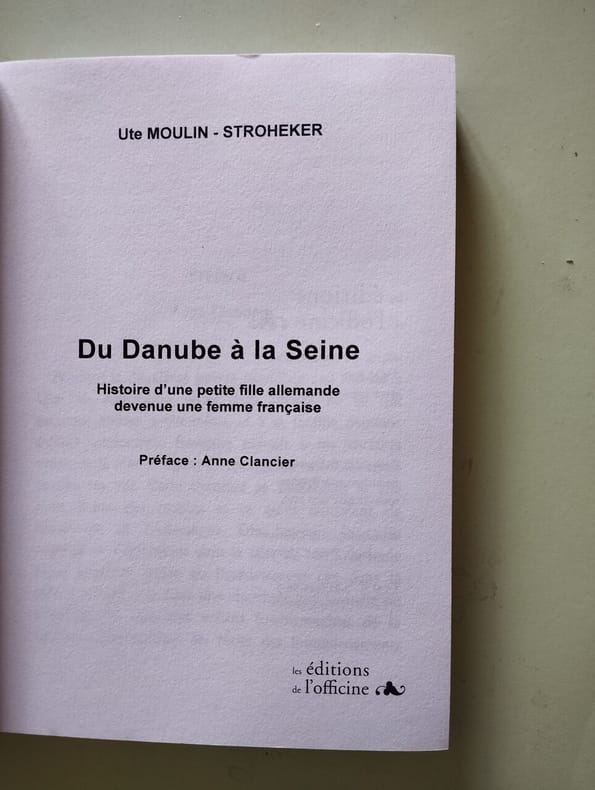 Ute MOULIN - STROHEKER
Du Danube à la Seine
Histoire d'une petite fille allemande
devenue une femme française
Préface : Anne Clancier
les éditions
de l'officine